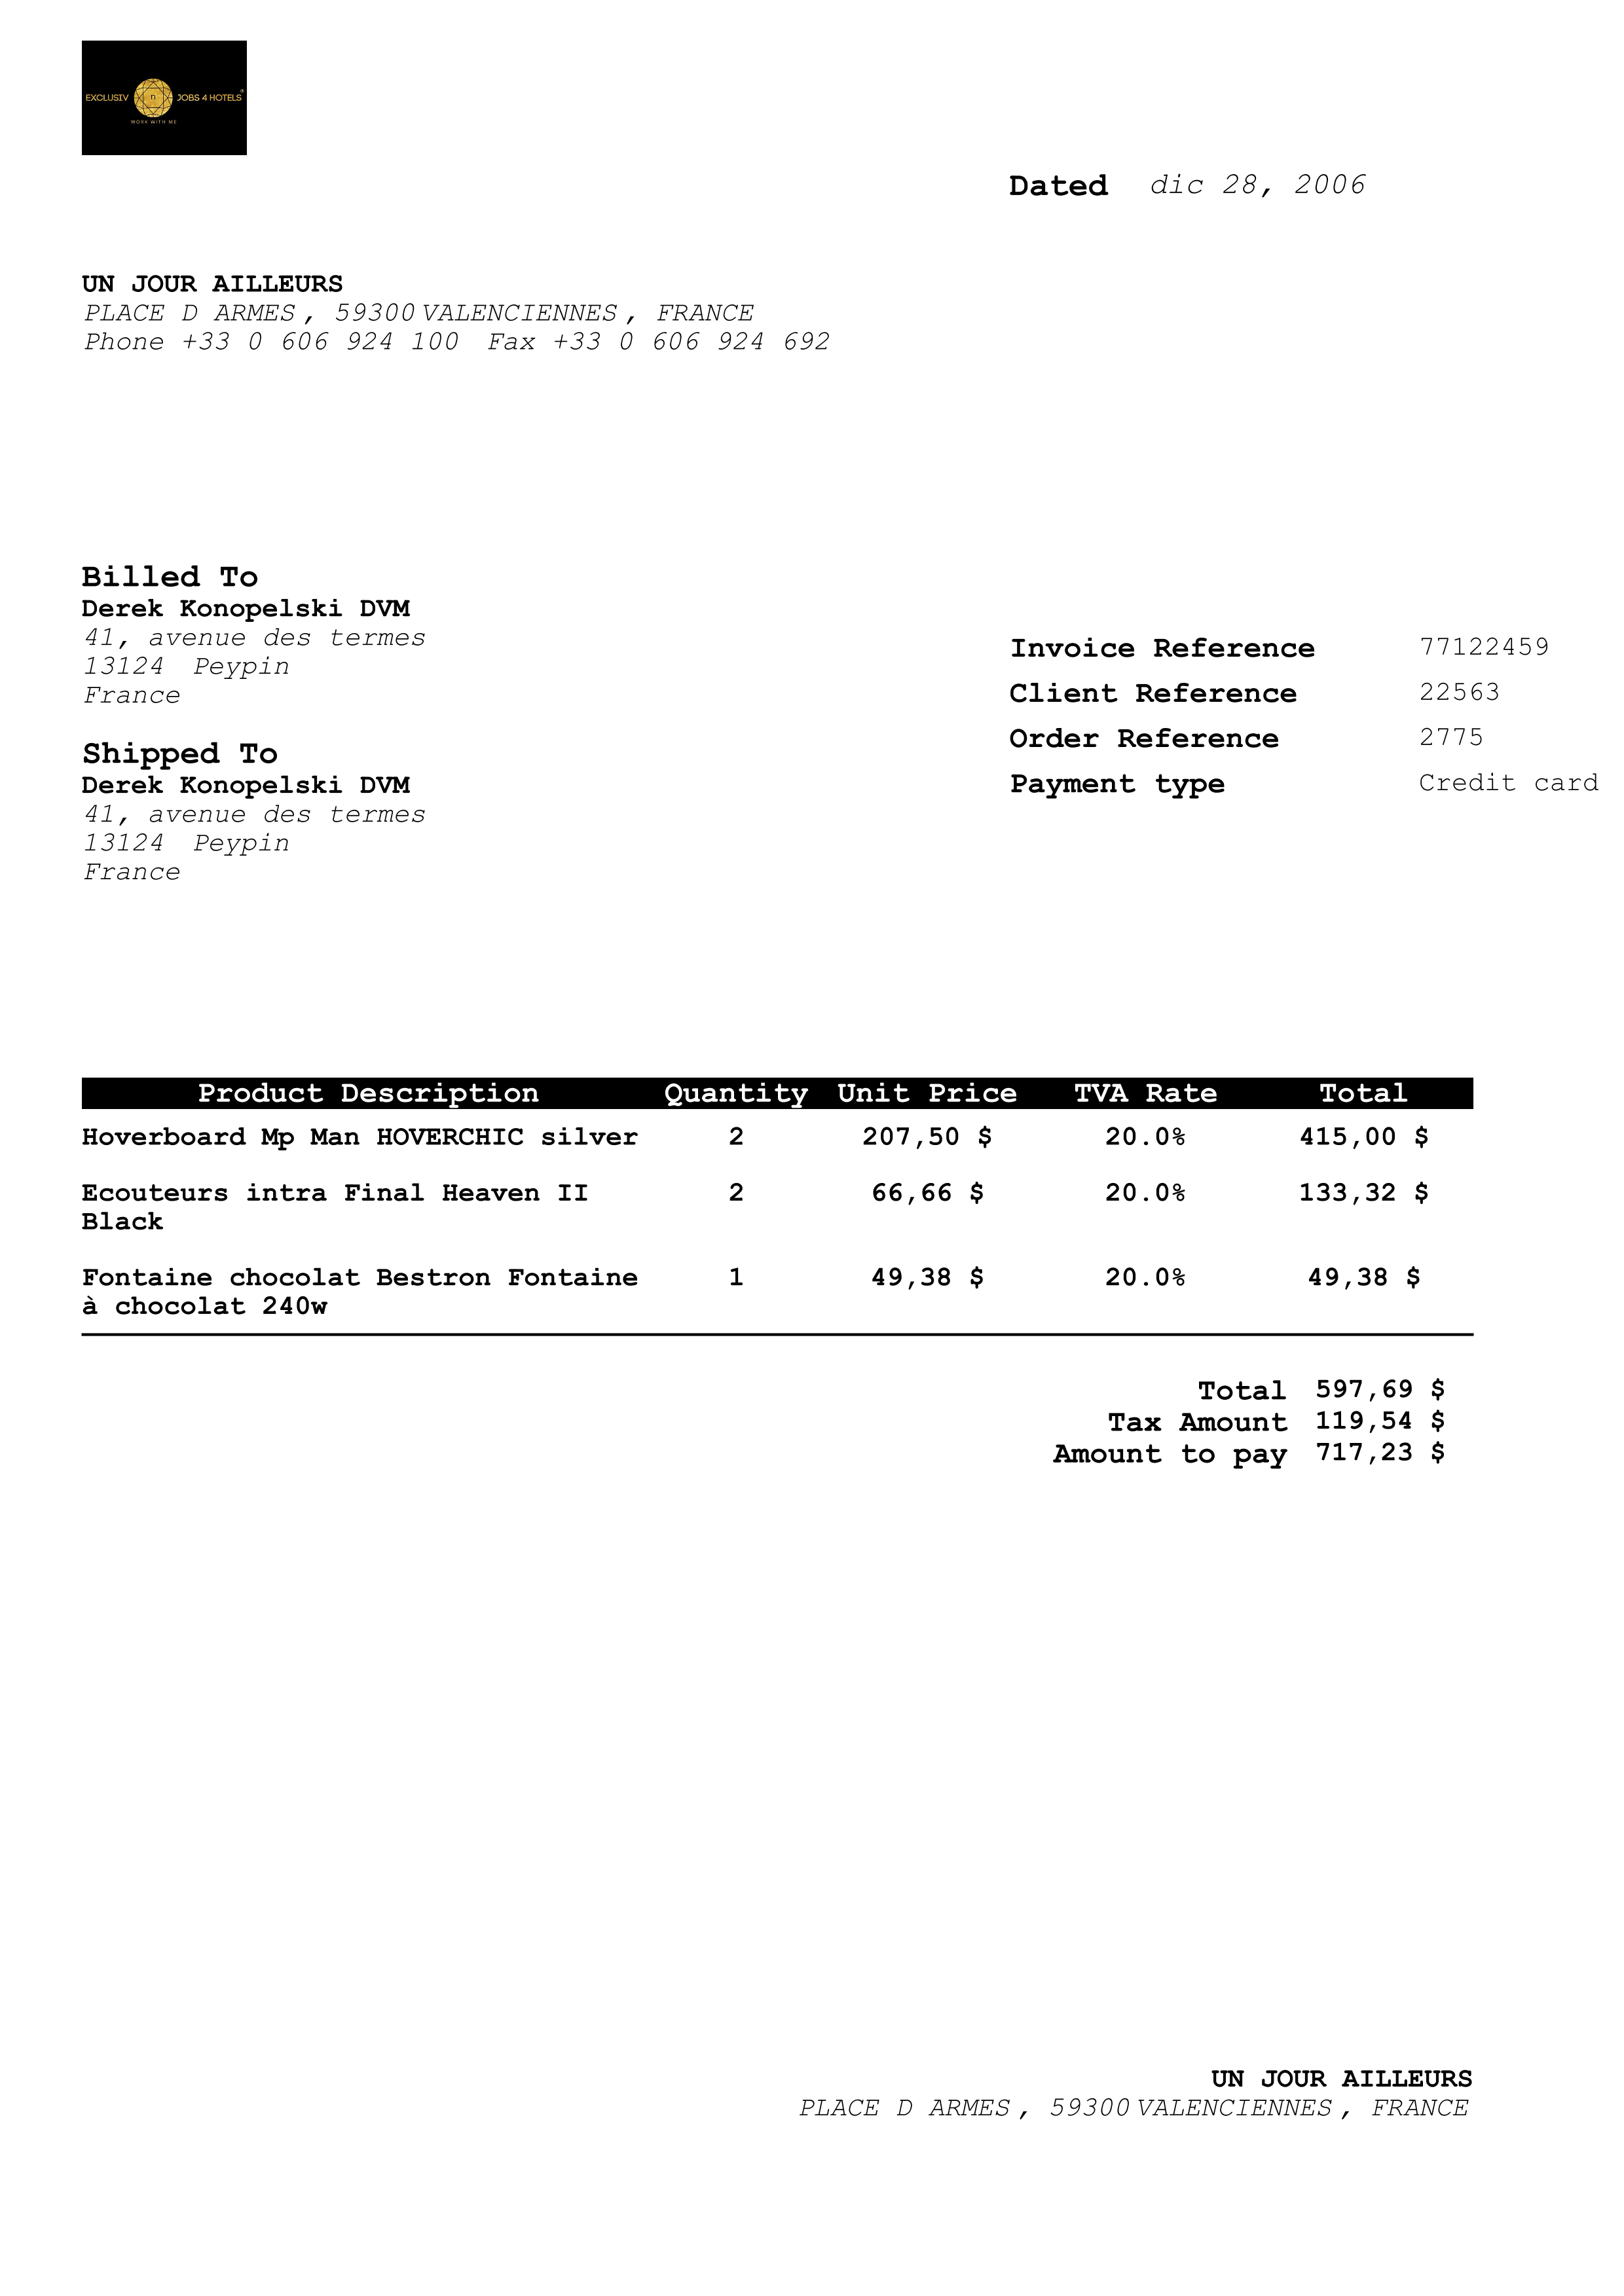 EXCLUSIV n JOBS 4 HOTELS®
WORK WITH ME
Dated dic 28, 2006
UN JOUR AILLEURS
PLACE D ARMES , 59300 VALENCIENNES , FRANCE
Phone +33 0 606 924 100 Fax +33 0 606 924 692
Billed To
Derek Konopelski DVM
41, avenue des termes
13124 Peypin
France
Invoice Reference 77122459
Client Reference 22563
Order Reference 2775
Payment type Credit card
Shipped To
Derek Konopelski DVM
41, avenue des termes
13124 Peypin
France
Product Description Quantity Unit Price TVA Rate Total
Hoverboard Mp Man HOVERCHIC silver 2 207,50 $ 20.0% 415,00 $
Ecouteurs intra Final Heaven II 2 66,66 $ 20.0% 133,32 $
Black
Fontaine chocolat Bestron Fontaine 1 49,38 $ 20.0% 49,38 $
à chocolat 240w
Total 597,69 $
Tax Amount 119,54 $
Amount to pay 717,23 $
UN JOUR AILLEURS
PLACE D ARMES , 59300 VALENCIENNES , FRANCE